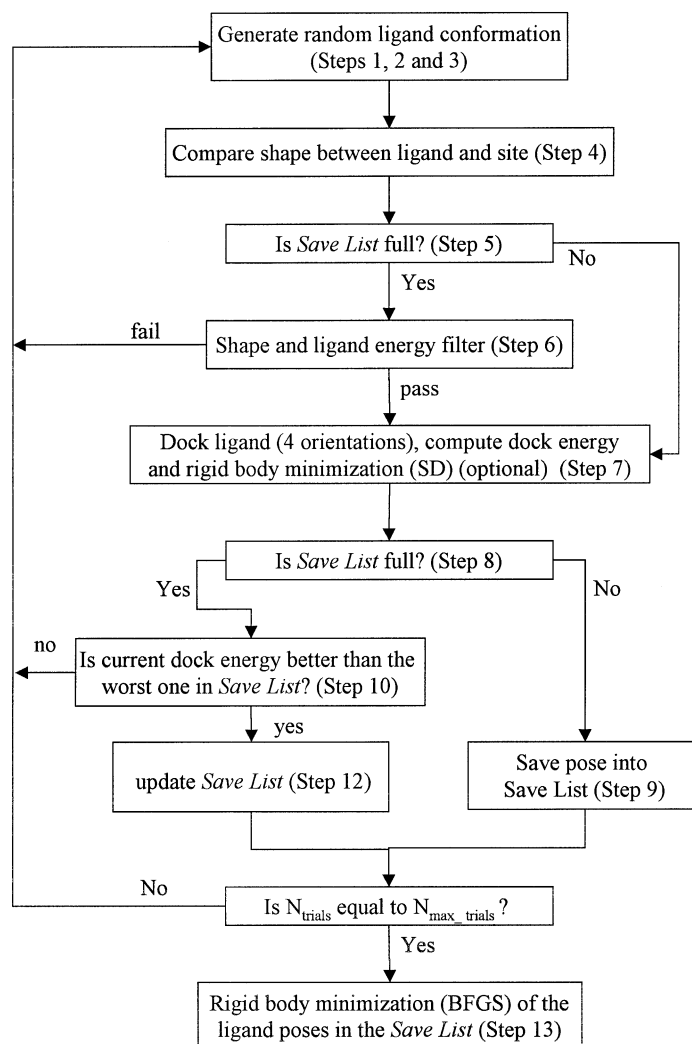 Generate random ligand conformation
(Steps 1, 2 and 3)
Compare shape between ligand and site (Step 4)
Is Save List full? (Step 5)
No
Yes
fail
Shape and ligand energy filter (Step 6)
pass
Dock ligand (4 orientations), compute dock energy
and rigid body minimization (SD) (optional) (Step 7)
Is Save List full? (Step 8)
Yes
No
no
Is current dock energy better than the
worst one in Save List? (Step 10)
yes
update Save List (Step 12)
Save pose into
Save List (Step 9)
No
Is N_trials equal to N_max_trials ?
Yes
Rigid body minimization (BFGS) of the
ligand poses in the Save List (Step 13)